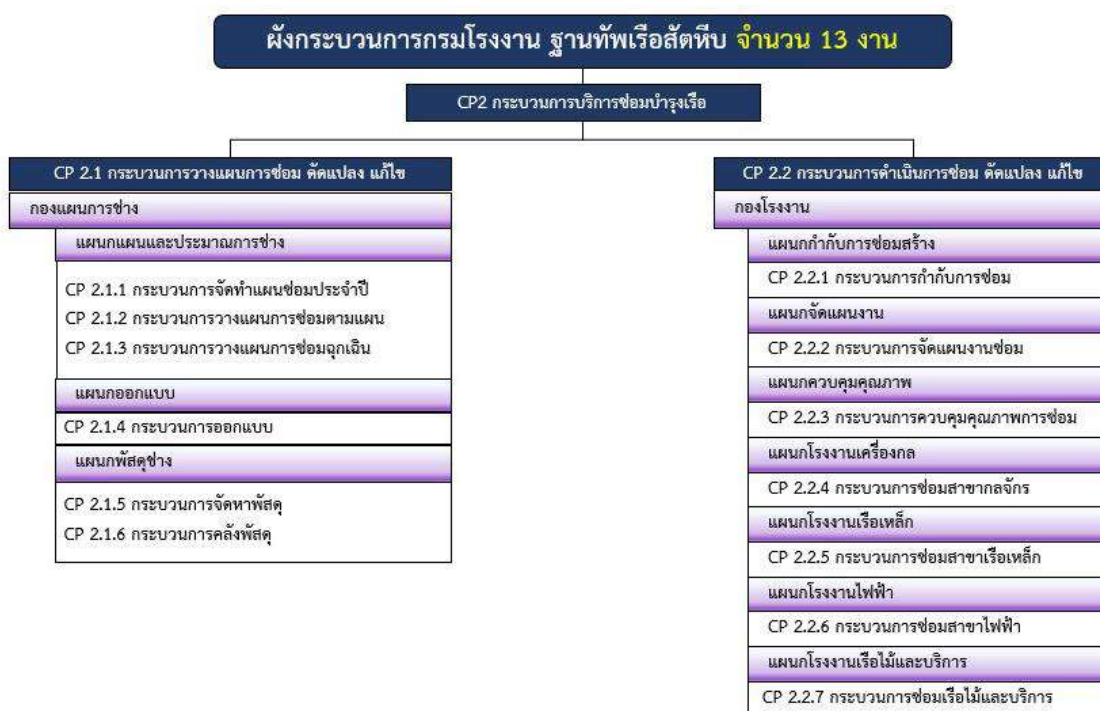 ผังกระบวนการกรมโรงงาน ฐานทัพเรือสัตหีบ จำนวน 13 งาน
CP2 กระบวนการบริการซ่อมบำรุงเรือ
CP 2.1 กระบวนการวางแผนการซ่อม ดัดแปลง แก้ไข
กองแผนการช่าง
แผนกแผนและประมาณการช่าง
CP 2.1.1 กระบวนการจัดทำแผนซ่อมประจำปี
CP 2.1.2 กระบวนการวางแผนการซ่อมตามแผน
CP 2.1.3 กระบวนการวางแผนการซ่อมฉุกเฉิน
แผนกออกแบบ
CP 2.1.4 กระบวนการออกแบบ
แผนกพัสดุช่าง
CP 2.1.5 กระบวนการจัดหาพัสดุ
CP 2.1.6 กระบวนการคลังพัสดุ
CP 2.2 กระบวนการดำเนินการซ่อม ดัดแปลง แก้ไข
กองโรงงาน
แผนกกำกับการซ่อมสร้าง
CP 2.2.1 กระบวนการกำกับการซ่อม
แผนกจัดแผนงาน
CP 2.2.2 กระบวนการจัดแผนงานซ่อม
แผนกควบคุมคุณภาพ
CP 2.2.3 กระบวนการควบคุมคุณภาพการซ่อม
แผนกโรงงานเครื่องกล
CP 2.2.4 กระบวนการซ่อมสาขากลจักร
แผนกโรงงานเรือเหล็ก
CP 2.2.5 กระบวนการซ่อมสาขาเรือเหล็ก
แผนกโรงงานไฟฟ้า
CP 2.2.6 กระบวนการซ่อมสาขาไฟฟ้า
แผนกโรงงานเรือไม้และบริการ
CP 2.2.7 กระบวนการซ่อมเรือไม้และบริการ